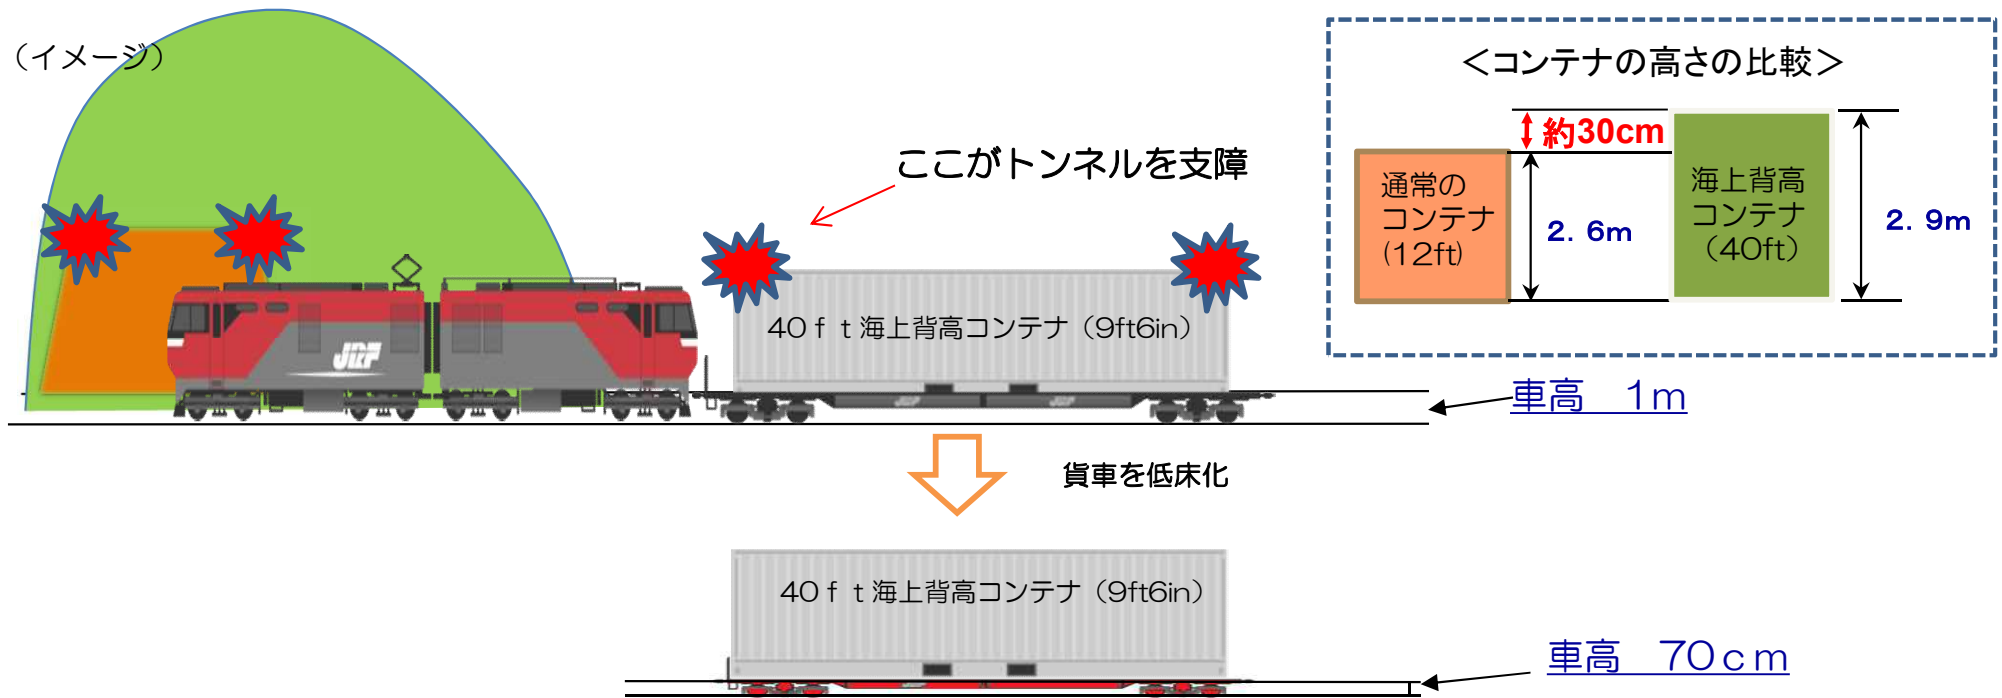 （イメージ）
＜コンテナの高さの比較＞
約30cm
通常の
コンテナ
(12ft)
2. 6m
海上背高
コンテナ
（40ft）
2. 9m
ここがトンネルを支障
JRF
40ｆｔ海上背高コンテナ（9ft6in）
JRF
JRF
車高　1m
貨車を低床化
40ｆｔ海上背高コンテナ（9ft6in）
車高　70ｃｍ